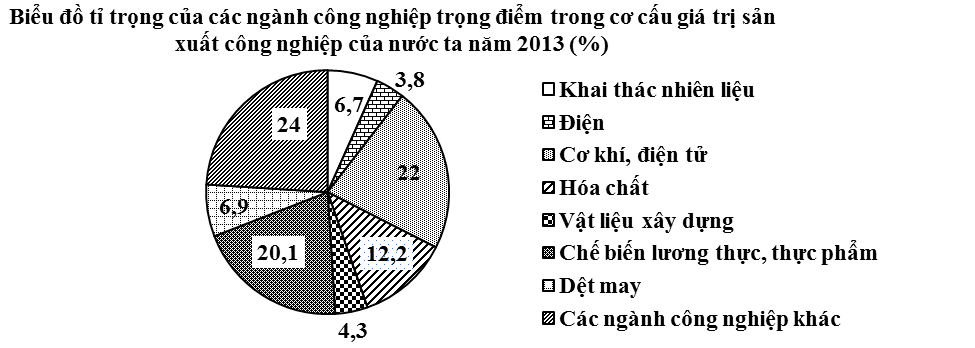 Biểu đồ tỉ trọng của các ngành công nghiệp trọng điểm trong cơ cấu giá trị sản
xuất công nghiệp của nước ta năm 2013 (%)
3,8
6,7
24
22
6,9
20,1
12,2
4,3
Khai thác nhiên liệu
Điện
Cơ khí, điện tử
Hóa chất
Vật liệu xây dựng
Chế biến lương thực, thực phẩm
Dệt may
Các ngành công nghiệp khác